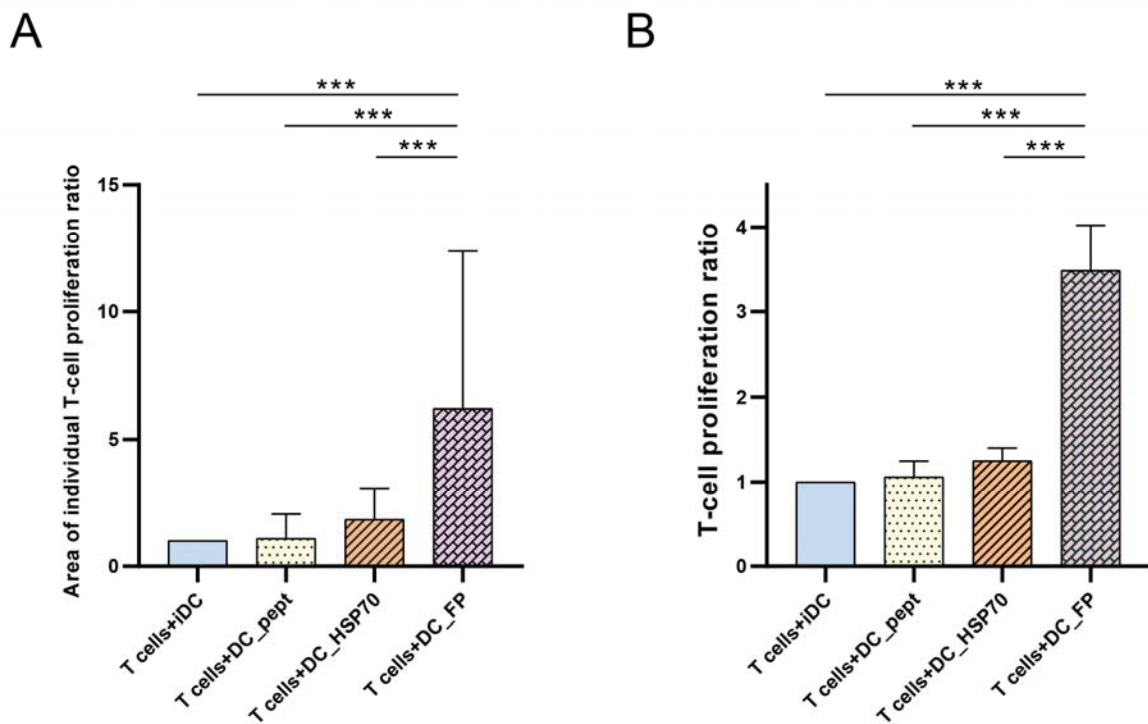 A
B
***
***
***
***
***
***
Area of individual T-cell proliferation ratio
15
10
5
0
T cells+iDC
T cells+DC_pept
T cells+DC_HSP70
T cells+DC_FP
T-cell proliferation ratio
4
3
2
1
0
T cells+iDC
T cells+DC_pept
T cells+DC_HSP70
T cells+DC_FP